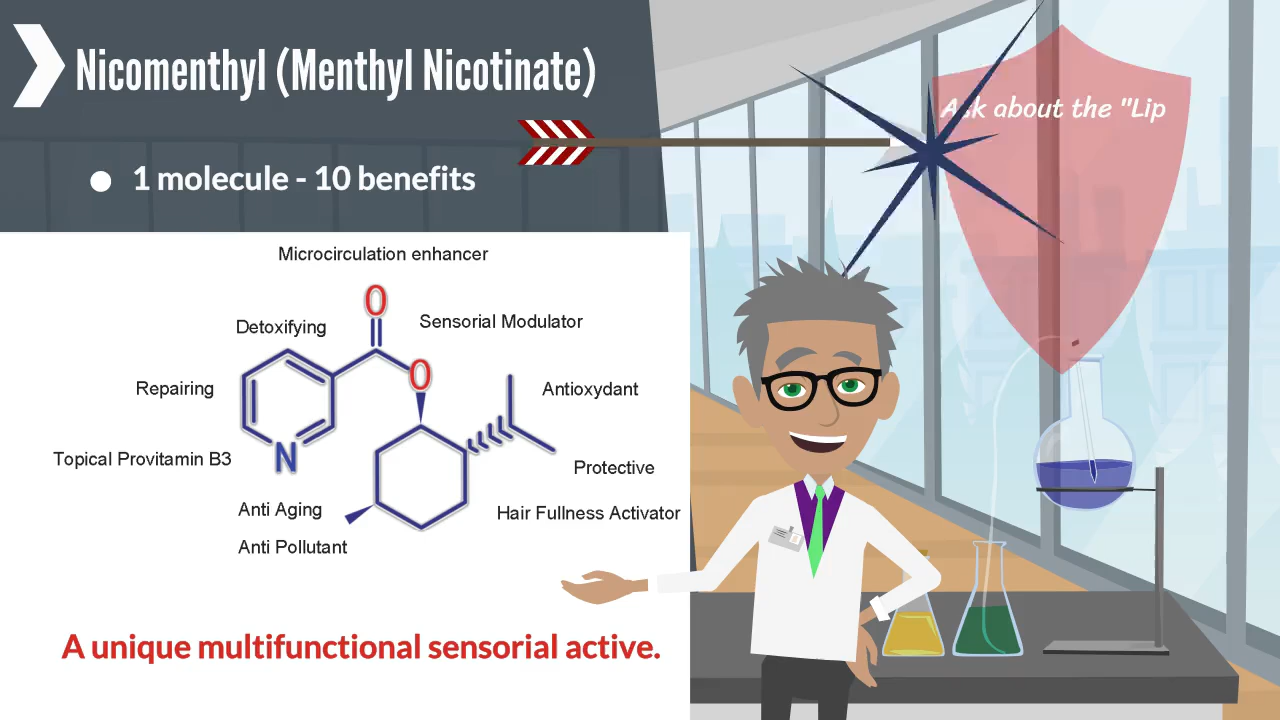 Nicomenthyl (Menthyl Nicotinate)
Ask about the "Lip
1 molecule - 10 benefits
Microcirculation enhancer
O
Detoxifying
Sensorial Modulator
O
Repairing
Antioxydant
Topical Provitamin B3
N
Protective
Anti Aging
Hair Fullness Activator
Anti Pollutant
A unique multifunctional sensorial active.